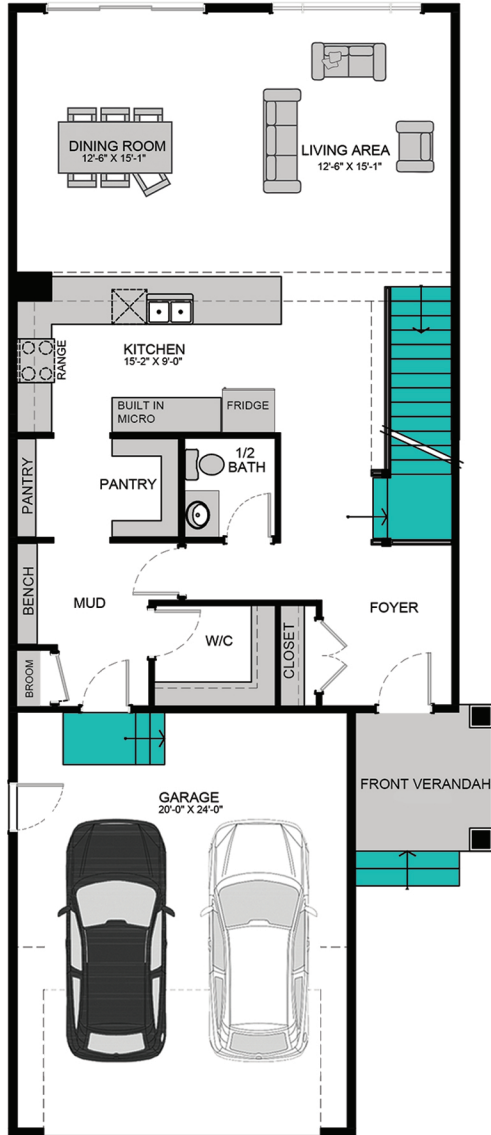 DINING ROOM
12'-6" X 15'-1"
LIVING AREA
12'-6" X 15'-1"
KITCHEN
15'-2" X 9'-0"
RANGE
BUILT IN
MICRO
FRIDGE
PANTRY
PANTRY
1/2
BATH
BENCH
MUD
FOYER
W/C
CLOSET
BROOM
GARAGE
20'-0" X 24'-0"
FRONT VERANDAH